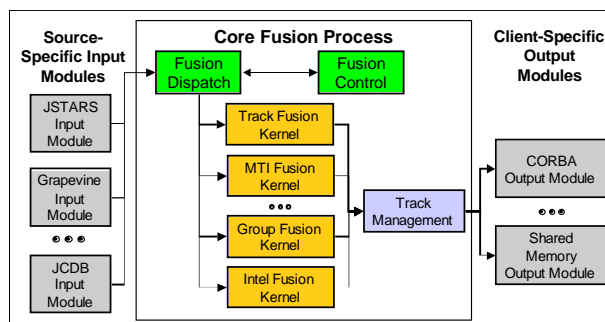 Source-
Specific Input
Modules
JSTARS
Input
Module
Grapevine
Input
Module
JCDB
Input
Module
Core Fusion Process
Fusion
Dispatch
Fusion
Control
Track Fusion
Kernel
MTI Fusion
Kernel
Group Fusion
Kernel
Intel Fusion
Kernel
Track
Management
Client-Specific
Output
Modules
CORBA
Output Module
Shared
Memory
Output Module